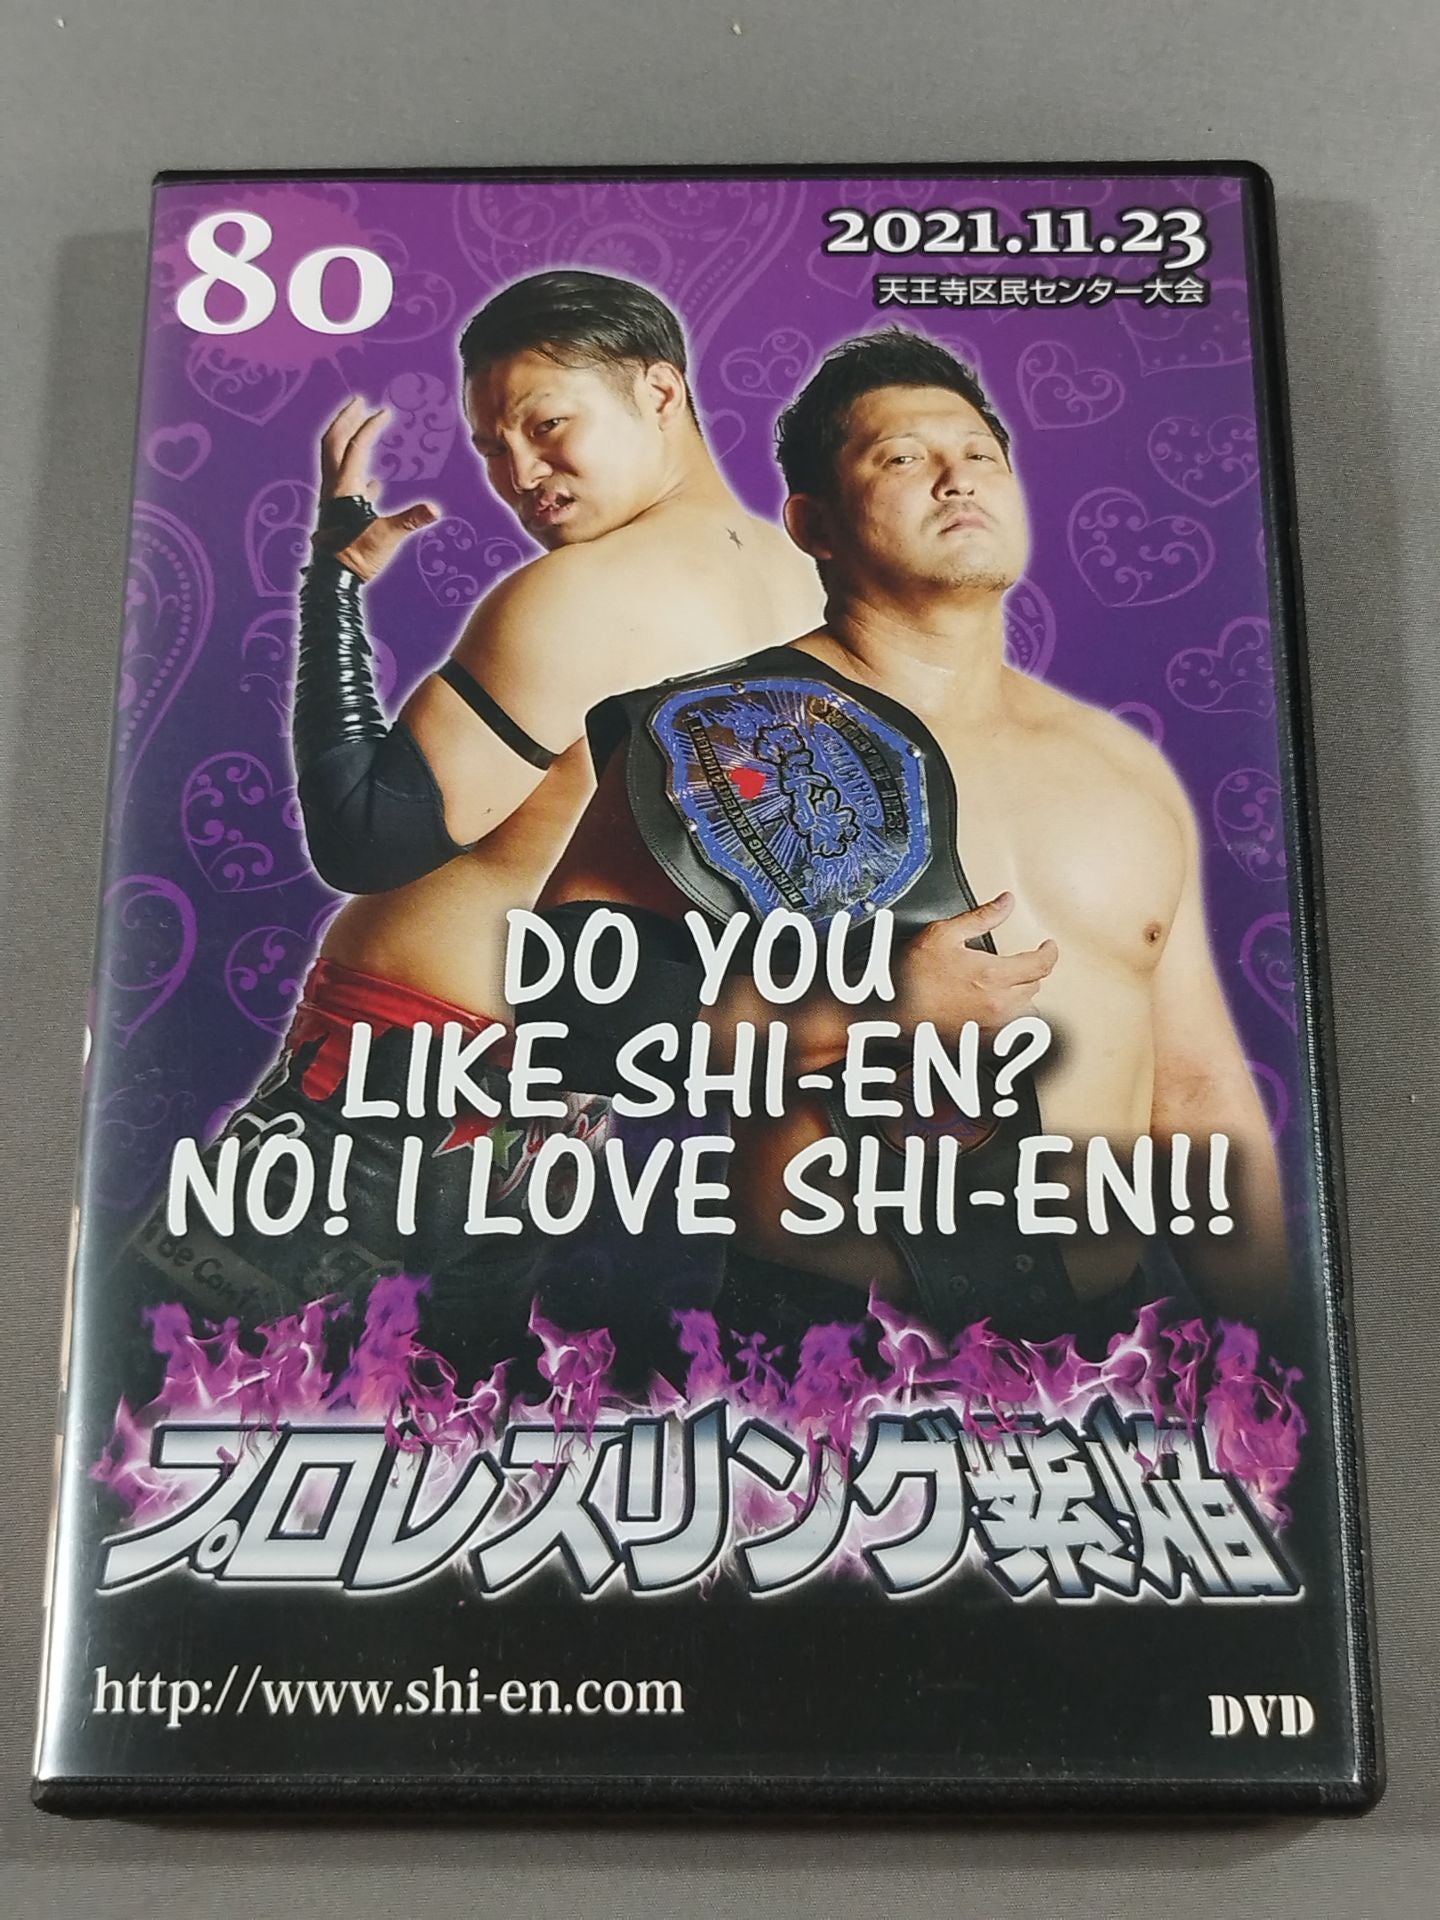 80
2021.11.23
天王寺区民センター大会
BURNING ENTERTAINMENT
DO YOU
LIKE SHI-EN?
NO! I LOVE SHI-EN!!
プロレスリング紫焔
http://www.shi-en.com
DVD